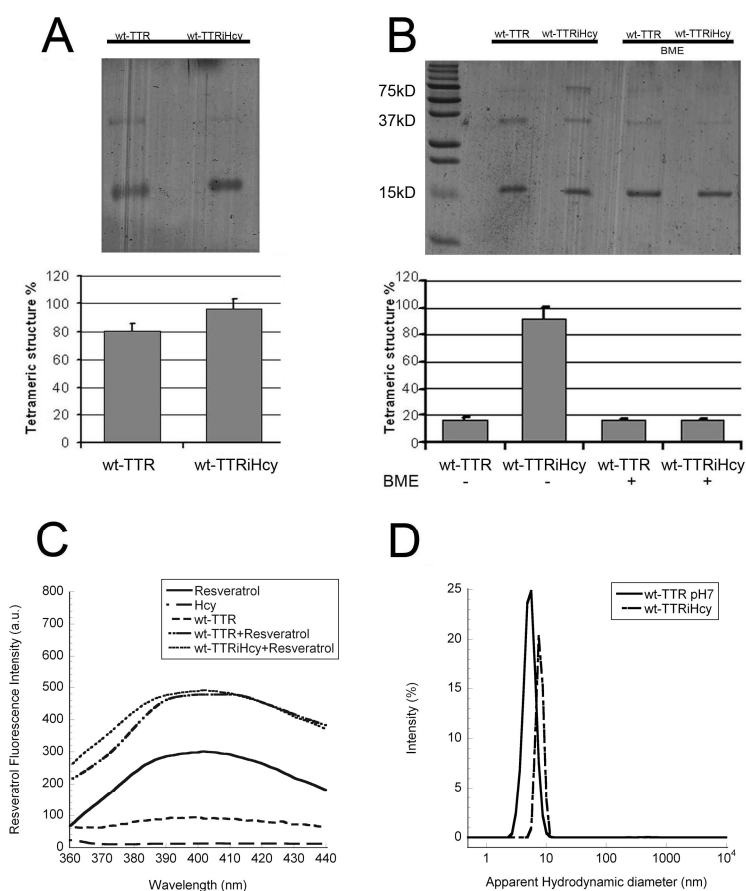 A
wt-TTR wt-TTRiHcy
Tetrameric structure %
120
100
80
60
40
20
0
wt-TTR wt-TTRiHcy
B
wt-TTR wt-TTRiHcy wt-TTR wt-TTRiHcy
BME
75kD
37kD
15kD
Tetrameric structure %
120
100
80
60
40
20
0
wt-TTR wt-TTRiHcy wt-TTR wt-TTRiHcy
BME - - + +
C
Resveratrol Fluorescence Intensity (a.u.)
800
700
600
500
400
300
200
100
0
Resveratrol
Hcy
wt-TTR
wt-TTR+Resveratrol
wt-TTRiHcy+Resveratrol
360 370 380 390 400 410 420 430 440
Wavelength (nm)
D
Intensity (%)
25
20
15
10
5
0
wt-TTR pH7
wt-TTRiHcy
1 10 100 1000 10⁴
Apparent Hydrodynamic diameter (nm)